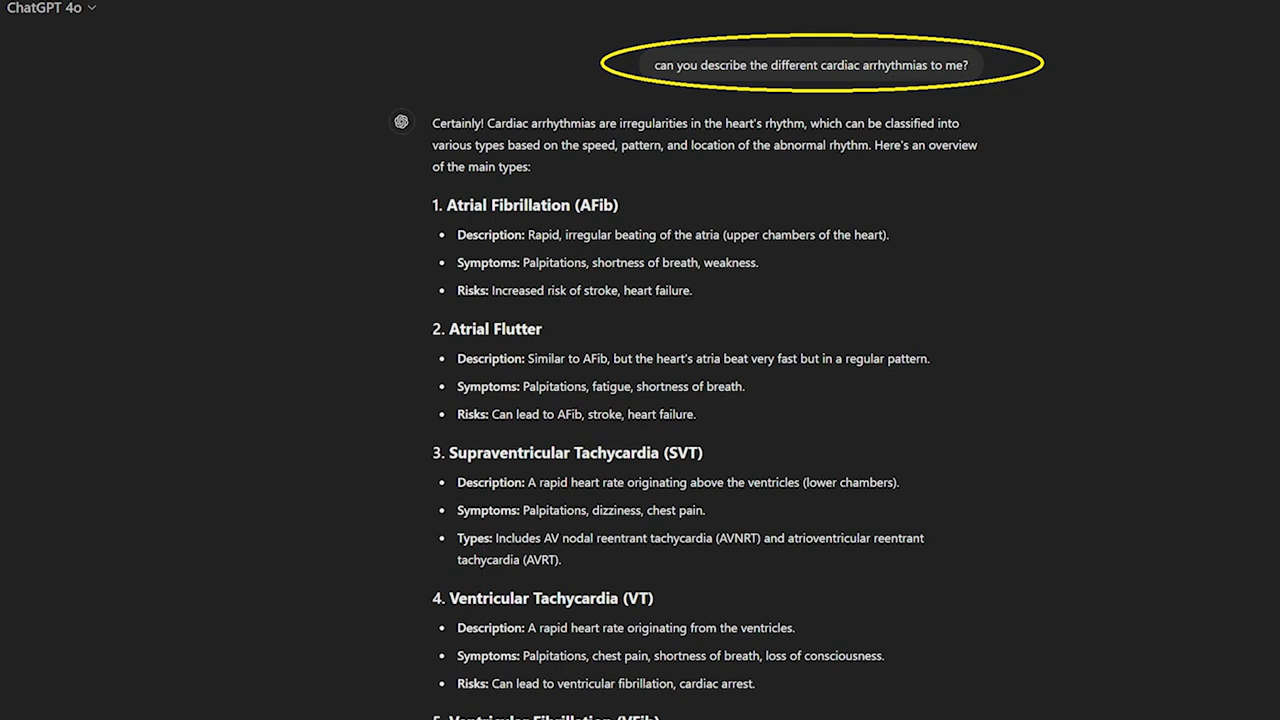 ChatGPT 4o
can you describe the different cardiac arrhythmias to me?
Certainly! Cardiac arrhythmias are irregularities in the heart's rhythm, which can be classified into
various types based on the speed, pattern, and location of the abnormal rhythm. Here's an overview
of the main types:
1. Atrial Fibrillation (AFib)
• Description: Rapid, irregular beating of the atria (upper chambers of the heart).
• Symptoms: Palpitations, shortness of breath, weakness.
• Risks: Increased risk of stroke, heart failure.
2. Atrial Flutter
• Description: Similar to AFib, but the heart's atria beat very fast but in a regular pattern.
• Symptoms: Palpitations, fatigue, shortness of breath.
• Risks: Can lead to AFib, stroke, heart failure.
3. Supraventricular Tachycardia (SVT)
• Description: A rapid heart rate originating above the ventricles (lower chambers).
• Symptoms: Palpitations, dizziness, chest pain.
• Types: Includes AV nodal reentrant tachycardia (AVNRT) and atrioventricular reentrant
tachycardia (AVRT).
4. Ventricular Tachycardia (VT)
• Description: A rapid heart rate originating from the ventricles.
• Symptoms: Palpitations, chest pain, shortness of breath, loss of consciousness.
• Risks: Can lead to ventricular fibrillation, cardiac arrest.
5. Ventricular Fibrillation (VFib)